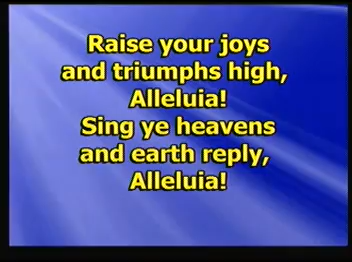 Raise your joys
and triumphs high,
Alleluia!
Sing ye heavens
and earth reply,
Alleluia!